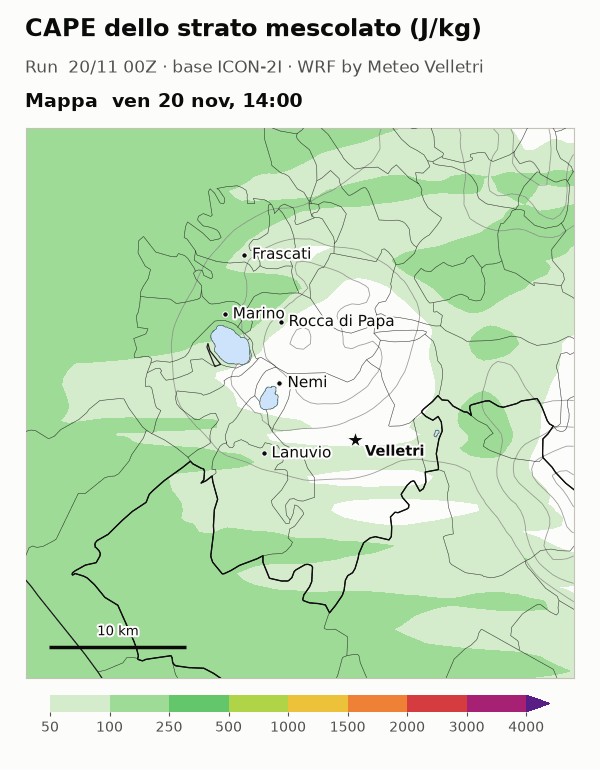 CAPE dello strato mescolato (J/kg)
Run  20/11 00Z · base ICON-2I · WRF by Meteo Velletri
Mappa  ven 20 nov, 14:00
Frascati
Marino
Rocca di Papa
Nemi
Lanuvio
Velletri
10 km
50 100 250 500 1000 1500 2000 3000 4000